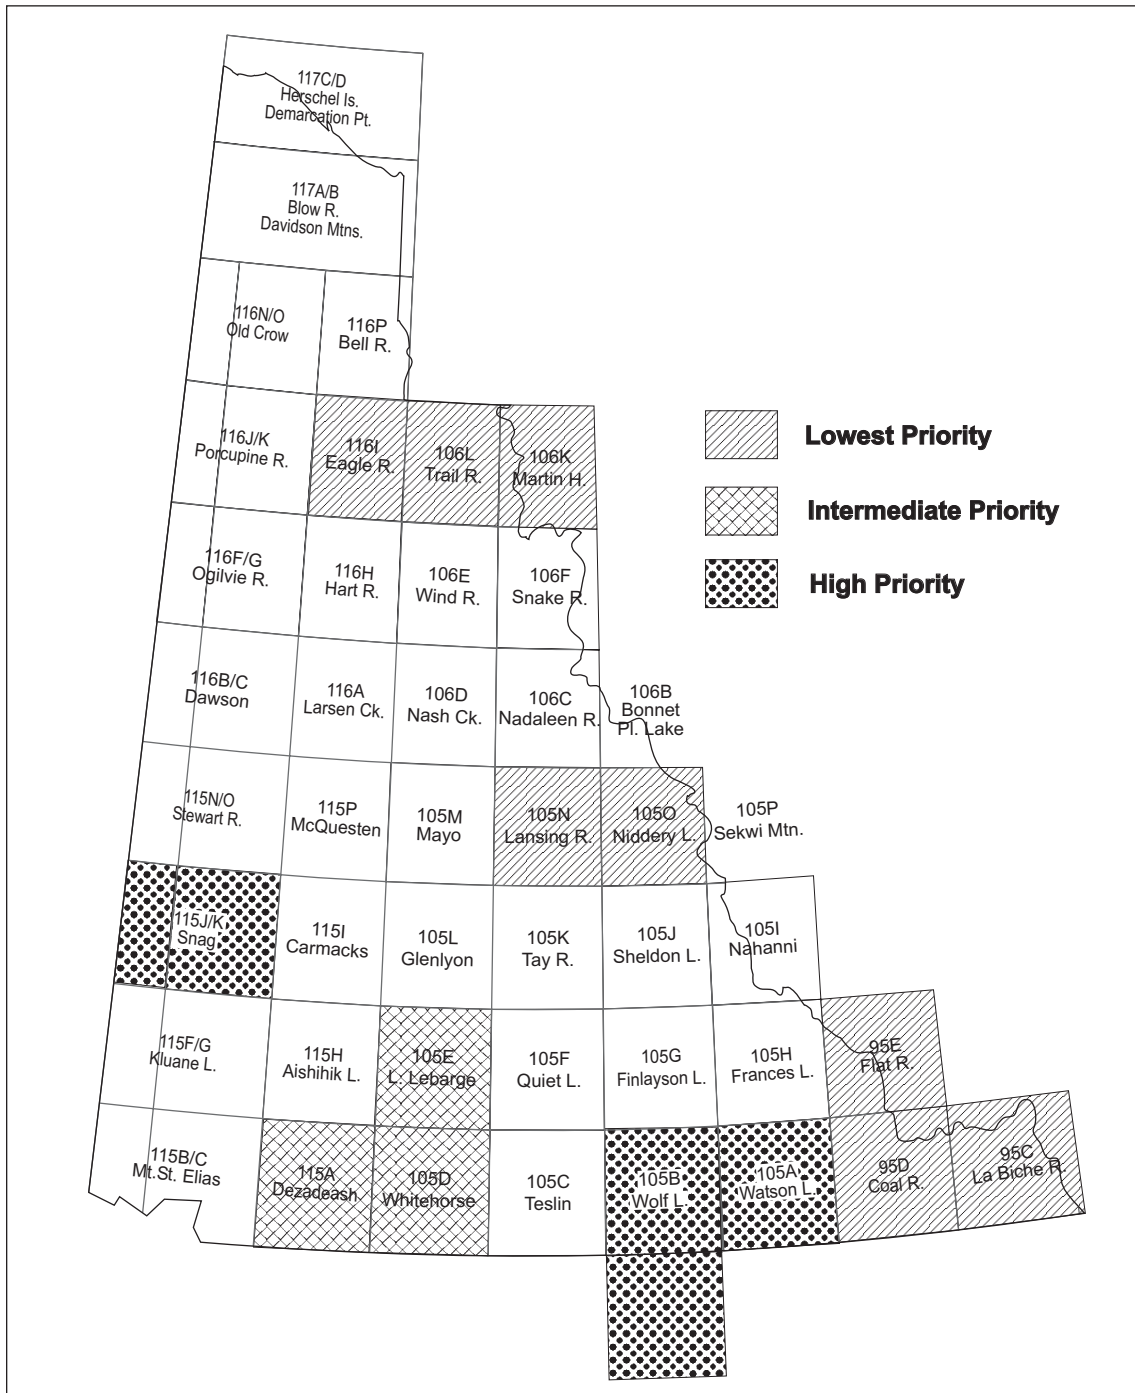 117C/D
Herschel Is.
Demarcation Pt.
117A/B
Blow R.
Davidson Mtns.
116N/O
Old Crow
116P
Bell R.
116J/K
Porcupine R.
116I
Eagle R.
106L
Trail R.
106K
Martin H.
Lowest Priority
Intermediate Priority
High Priority
116F/G
Ogilvie R.
116H
Hart R.
106E
Wind R.
106F
Snake R.
116B/C
Dawson
116A
Larsen Ck.
106D
Nash Ck.
106C
Nadaleen R.
106B
Bonnet
Pl. Lake
115N/O
Stewart R.
115P
McQuesten
105M
Mayo
105N
Lansing R.
105O
Niddery L.
105P
Sekwi Mtn.
115J/K
Snag
115I
Carmacks
105L
Glenlyon
105K
Tay R.
105J
Sheldon L.
105I
Nahanni
115F/G
Kluane L.
115H
Aishihik L.
105E
L. Lebarge
105F
Quiet L.
105G
Finlayson L.
105H
Frances L.
95E
Flat R.
115B/C
Mt.St. Elias
115A
Dezadeash
105D
Whitehorse
105C
Teslin
105B
Wolf L.
105A
Watson L.
95D
Coal R.
95C
La Biche R.